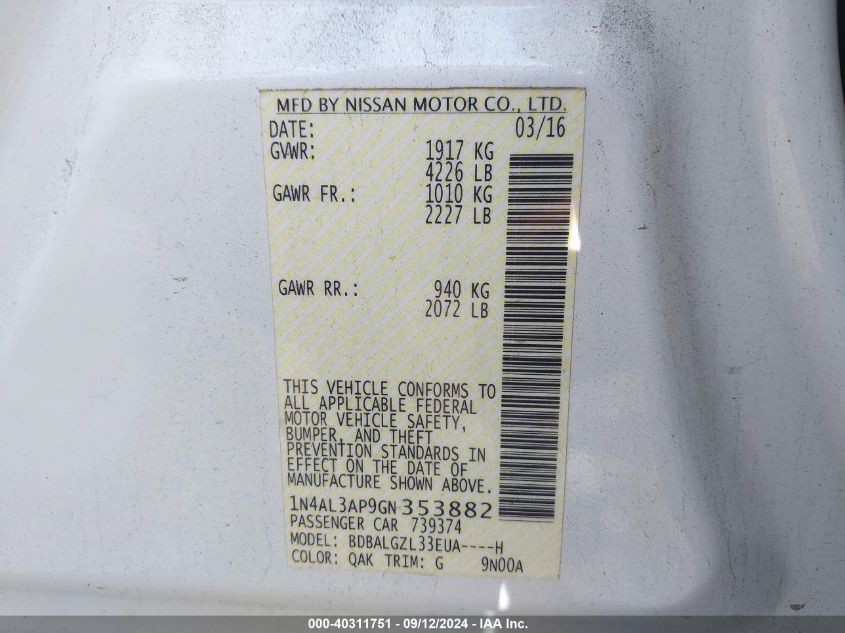 MFD BY NISSAN MOTOR CO., LTD.
DATE: 03/16
GVWR: 1917 KG
4226 LB
GAWR FR.: 1010 KG
2227 LB
GAWR RR.: 940 KG
2072 LB
THIS VEHICLE CONFORMS TO
ALL APPLICABLE FEDERAL
MOTOR VEHICLE SAFETY,
BUMPER, AND THEFT
PREVENTION STANDARDS IN
EFFECT ON THE DATE OF
MANUFACTURE SHOWN ABOVE.
1N4AL3AP9GN353882
PASSENGER CAR 739374
MODEL: BDBALGZL33EUA----H
COLOR: QAK TRIM: G 9N00A
000-40311751 - 09/12/2024 - IAA Inc.